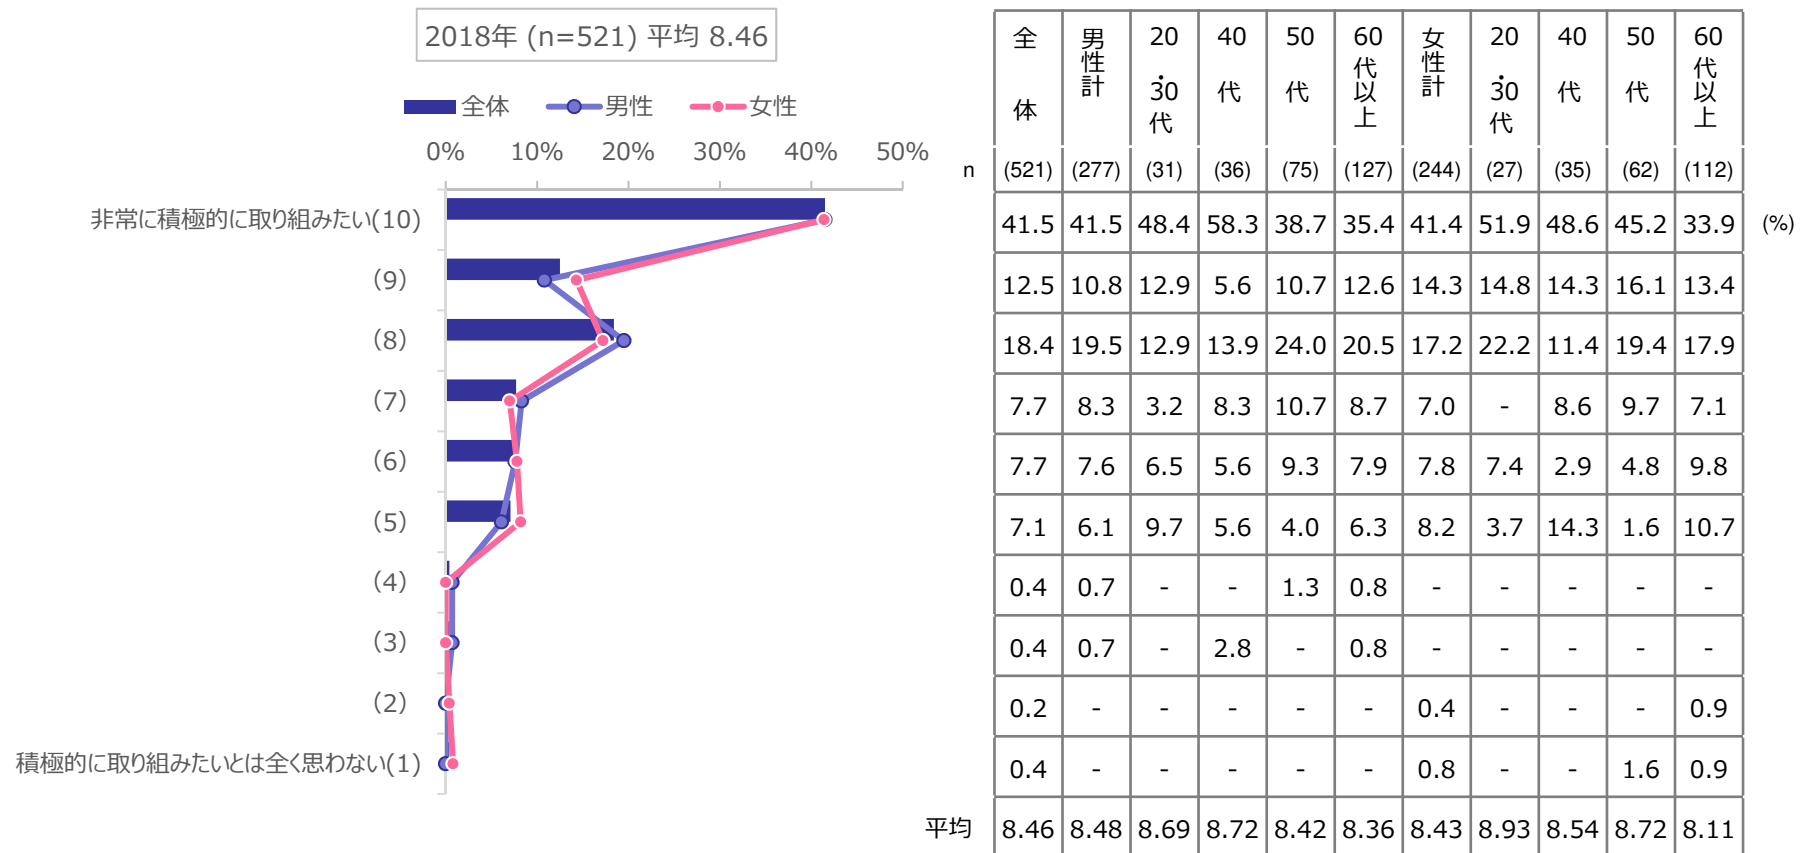 2018年 (n=521) 平均 8.46
全体 男性 女性
0% 10% 20% 30% 40% 50%
非常に積極的に取り組みたい(10)
(9)
(8)
(7)
(6)
(5)
(4)
(3)
(2)
積極的に取り組みたいとは全く思わない(1)
全体 男性計 20・30代 40代 50代 60代以上 女性計 20・30代 40代 50代 60代以上
n (521) (277) (31) (36) (75) (127) (244) (27) (35) (62) (112)
41.5 41.5 48.4 58.3 38.7 35.4 41.4 51.9 48.6 45.2 33.9 (%)
12.5 10.8 12.9 5.6 10.7 12.6 14.3 14.8 14.3 16.1 13.4
18.4 19.5 12.9 13.9 24.0 20.5 17.2 22.2 11.4 19.4 17.9
7.7 8.3 3.2 8.3 10.7 8.7 7.0 - 8.6 9.7 7.1
7.7 7.6 6.5 5.6 9.3 7.9 7.8 7.4 2.9 4.8 9.8
7.1 6.1 9.7 5.6 4.0 6.3 8.2 3.7 14.3 1.6 10.7
0.4 0.7 - - 1.3 0.8 - - - - -
0.4 0.7 - 2.8 - 0.8 - - - - -
0.2 - - - - - 0.4 - - - 0.9
0.4 - - - - - 0.8 - - 1.6 0.9
平均 8.46 8.48 8.69 8.72 8.42 8.36 8.43 8.93 8.54 8.72 8.11